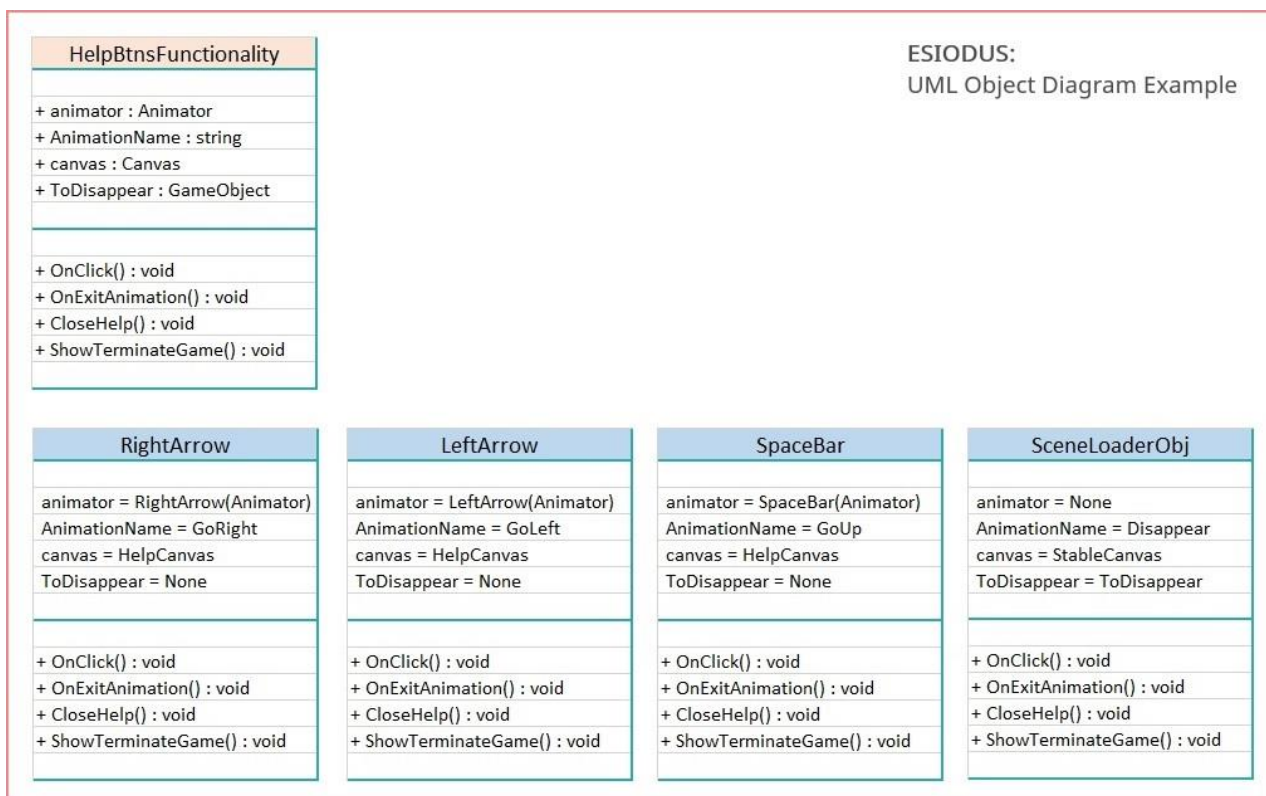 HelpBtnsFunctionality
+ animator : Animator
+ AnimationName : string
+ canvas : Canvas
+ ToDisappear : GameObject
+ OnClick() : void
+ OnExitAnimation() : void
+ CloseHelp() : void
+ ShowTerminateGame() : void
ESIODUS:
UML Object Diagram Example
RightArrow
animator = RightArrow(Animator)
AnimationName = GoRight
canvas = HelpCanvas
ToDisappear = None
+ OnClick() : void
+ OnExitAnimation() : void
+ CloseHelp() : void
+ ShowTerminateGame() : void
LeftArrow
animator = LeftArrow(Animator)
AnimationName = GoLeft
canvas = HelpCanvas
ToDisappear = None
+ OnClick() : void
+ OnExitAnimation() : void
+ CloseHelp() : void
+ ShowTerminateGame() : void
SpaceBar
animator = SpaceBar(Animator)
AnimationName = GoUp
canvas = HelpCanvas
ToDisappear = None
+ OnClick() : void
+ OnExitAnimation() : void
+ CloseHelp() : void
+ ShowTerminateGame() : void
SceneLoaderObj
animator = None
AnimationName = Disappear
canvas = StableCanvas
ToDisappear = ToDisappear
+ OnClick() : void
+ OnExitAnimation() : void
+ CloseHelp() : void
+ ShowTerminateGame() : void